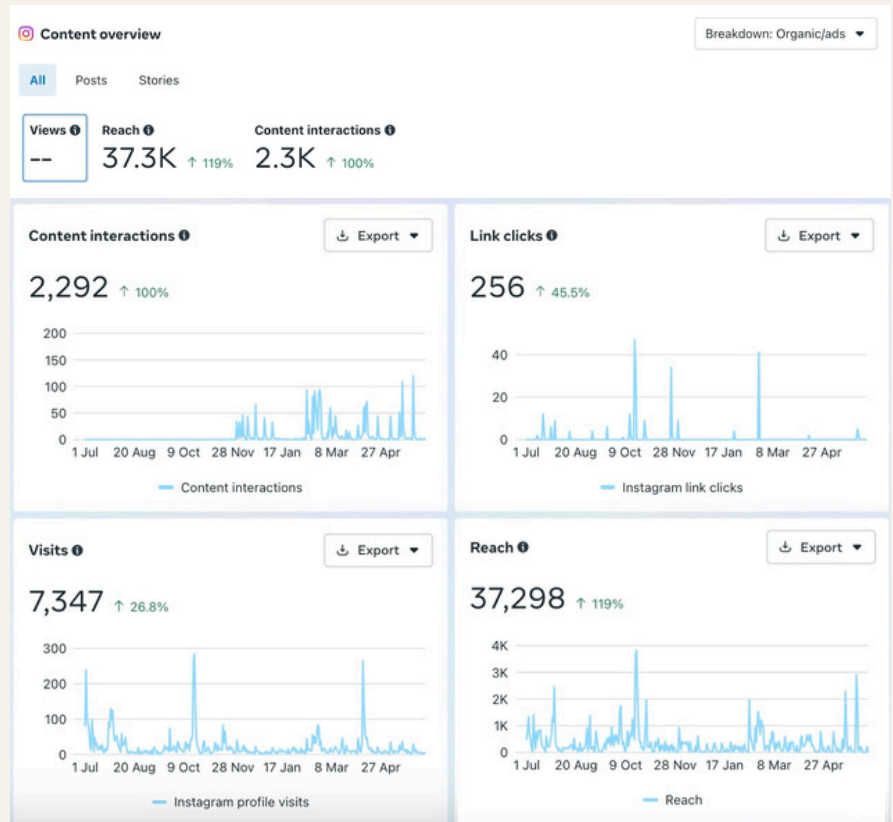 Content overview
Breakdown: Organic/ads
All Posts Stories
Views Reach Content interactions
-- 37.3K ↑ 119% 2.3K ↑ 100%
Content interactions Export
2,292 ↑ 100%
200
150
100
50
0
1 Jul 20 Aug 9 Oct 28 Nov 17 Jan 8 Mar 27 Apr
Content interactions
Link clicks Export
256 ↑ 45.5%
40
20
0
1 Jul 20 Aug 9 Oct 28 Nov 17 Jan 8 Mar 27 Apr
Instagram link clicks
Visits Export
7,347 ↑ 26.8%
300
200
100
0
1 Jul 20 Aug 9 Oct 28 Nov 17 Jan 8 Mar 27 Apr
Instagram profile visits
Reach Export
37,298 ↑ 119%
4K
3K
2K
1K
0
1 Jul 20 Aug 9 Oct 28 Nov 17 Jan 8 Mar 27 Apr
Reach